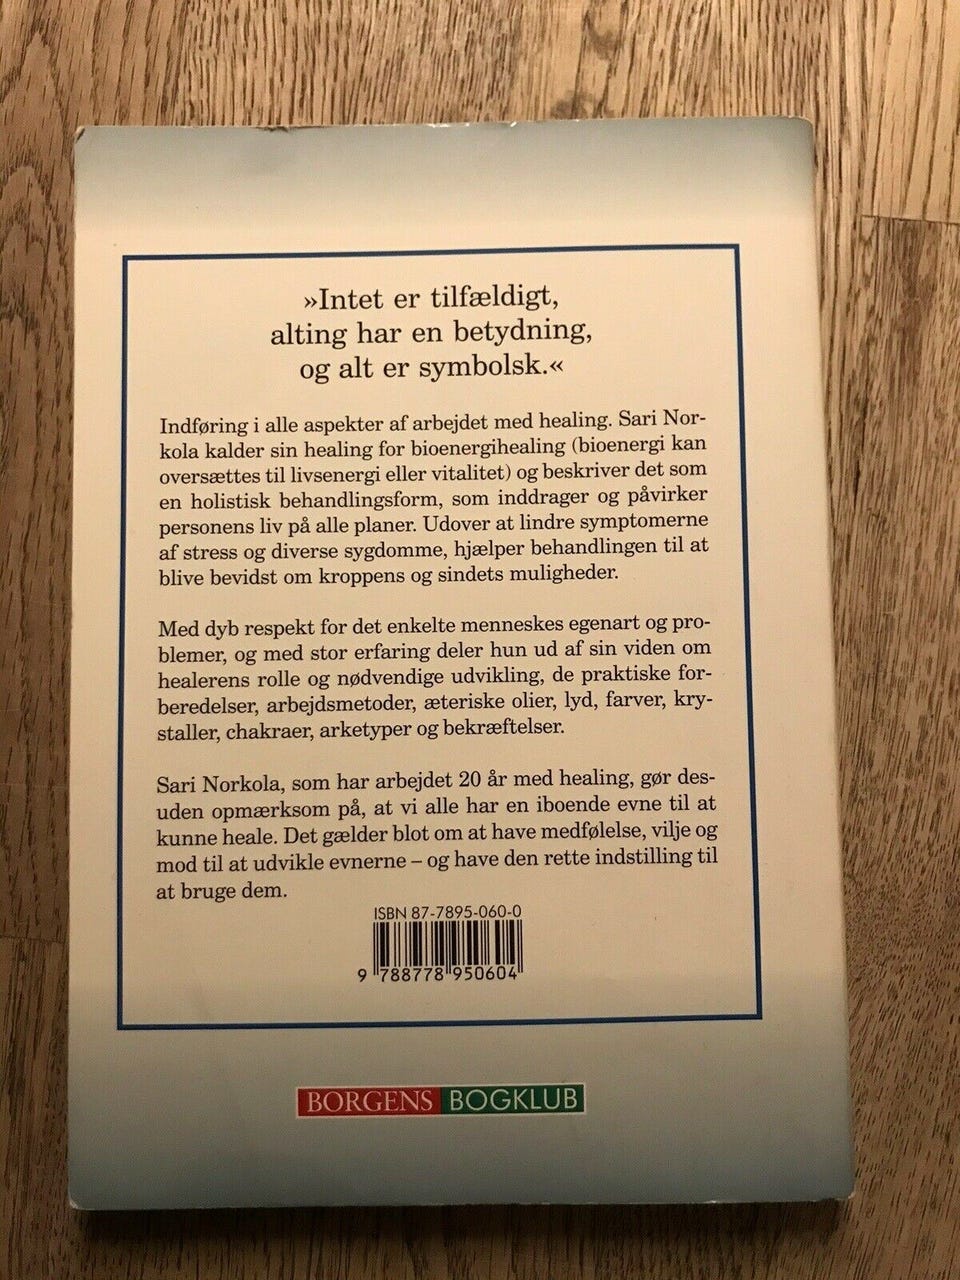 »Intet er tilfældigt,
alting har en betydning,
og alt er symbolsk.«
Indføring i alle aspekter af arbejdet med healing. Sari Nor-
kola kalder sin healing for bioenergihealing (bioenergi kan
oversættes til livsenergi eller vitalitet) og beskriver det som
en holistisk behandlingsform, som inddrager og påvirker
personens liv på alle planer. Udover at lindre symptomerne
af stress og diverse sygdomme, hjælper behandlingen til at
blive bevidst om kroppens og sindets muligheder.
Med dyb respekt for det enkelte menneskes egenart og pro-
blemer, og med stor erfaring deler hun ud af sin viden om
healerens rolle og nødvendige udvikling, de praktiske for-
beredelser, arbejdsmetoder, æteriske olier, lyd, farver, kry-
staller, chakraer, arketyper og bekræftelser.
Sari Norkola, som har arbejdet 20 år med healing, gør des-
uden opmærksom på, at vi alle har en iboende evne til at
kunne heale. Det gælder blot om at have medfølelse, vilje og
mod til at udvikle evnerne – og have den rette indstilling til
at bruge dem.
ISBN 87-7895-060-0
9 788778 950604
BORGENS BOGKLUB